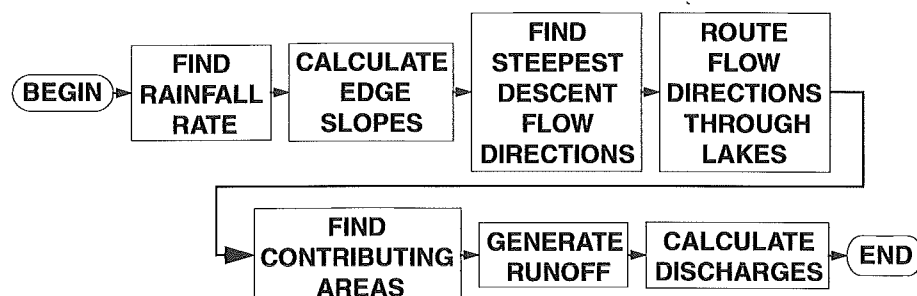 BEGIN
FIND
RAINFALL
RATE
CALCULATE
EDGE
SLOPES
FIND
STEEPEST
DESCENT
FLOW
DIRECTIONS
ROUTE
FLOW
DIRECTIONS
THROUGH
LAKES
FIND
CONTRIBUTING
AREAS
GENERATE
RUNOFF
CALCULATE
DISCHARGES
END